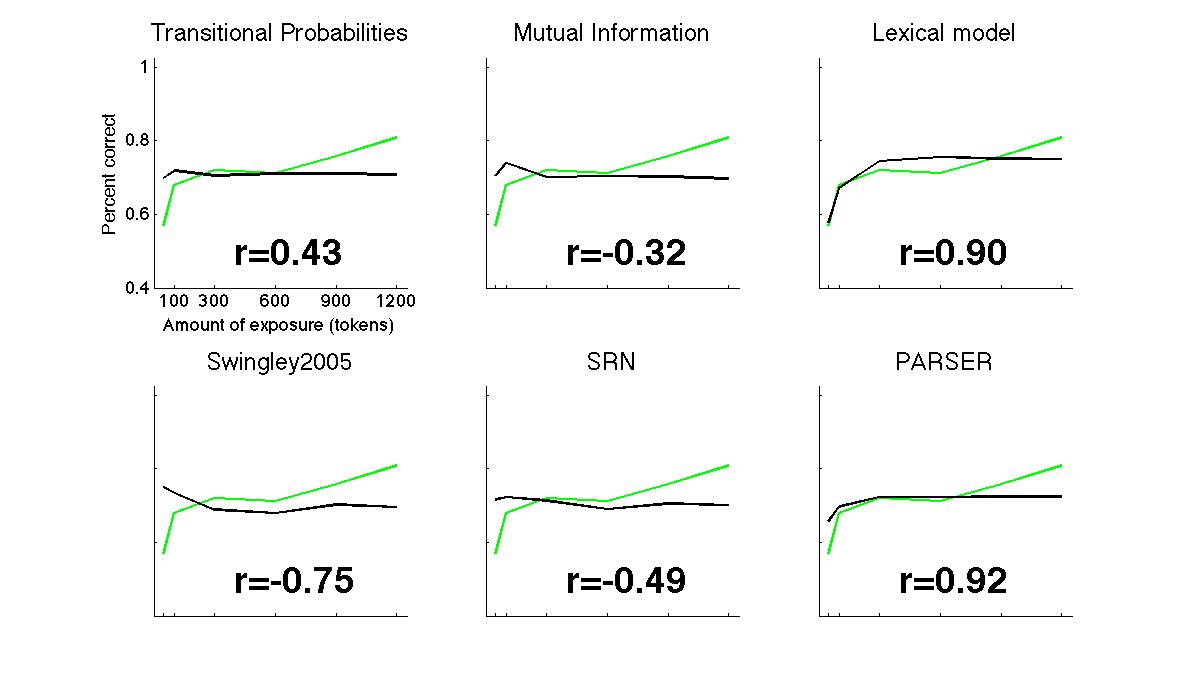 Transitional Probabilities
Mutual Information
Lexical model
Percent correct
1
0.8
0.6
0.4
r=0.43
r=-0.32
r=0.90
100 300 600 900 1200
Amount of exposure (tokens)
Swingley2005
SRN
PARSER
r=-0.75
r=-0.49
r=0.92